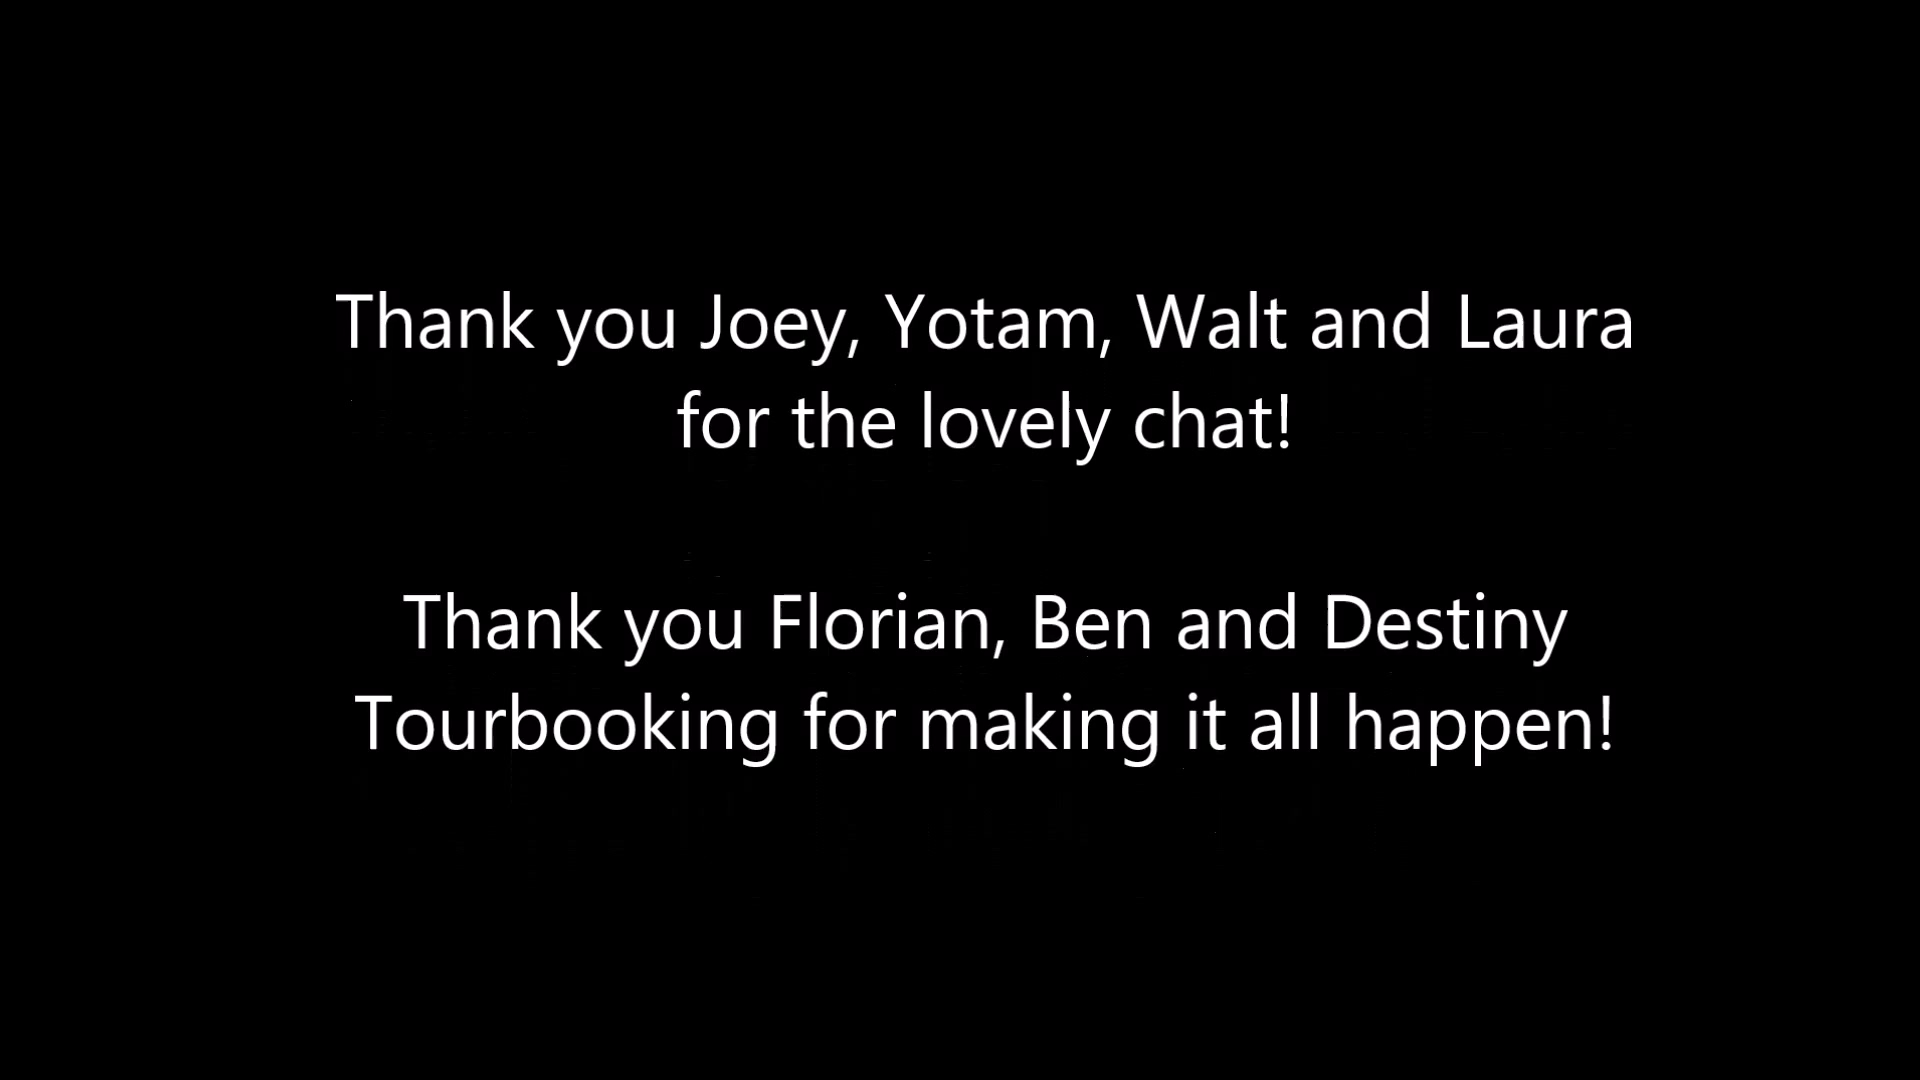 Thank you Joey, Yotam, Walt and Laura
for the lovely chat!
Thank you Florian, Ben and Destiny
Tourbooking for making it all happen!